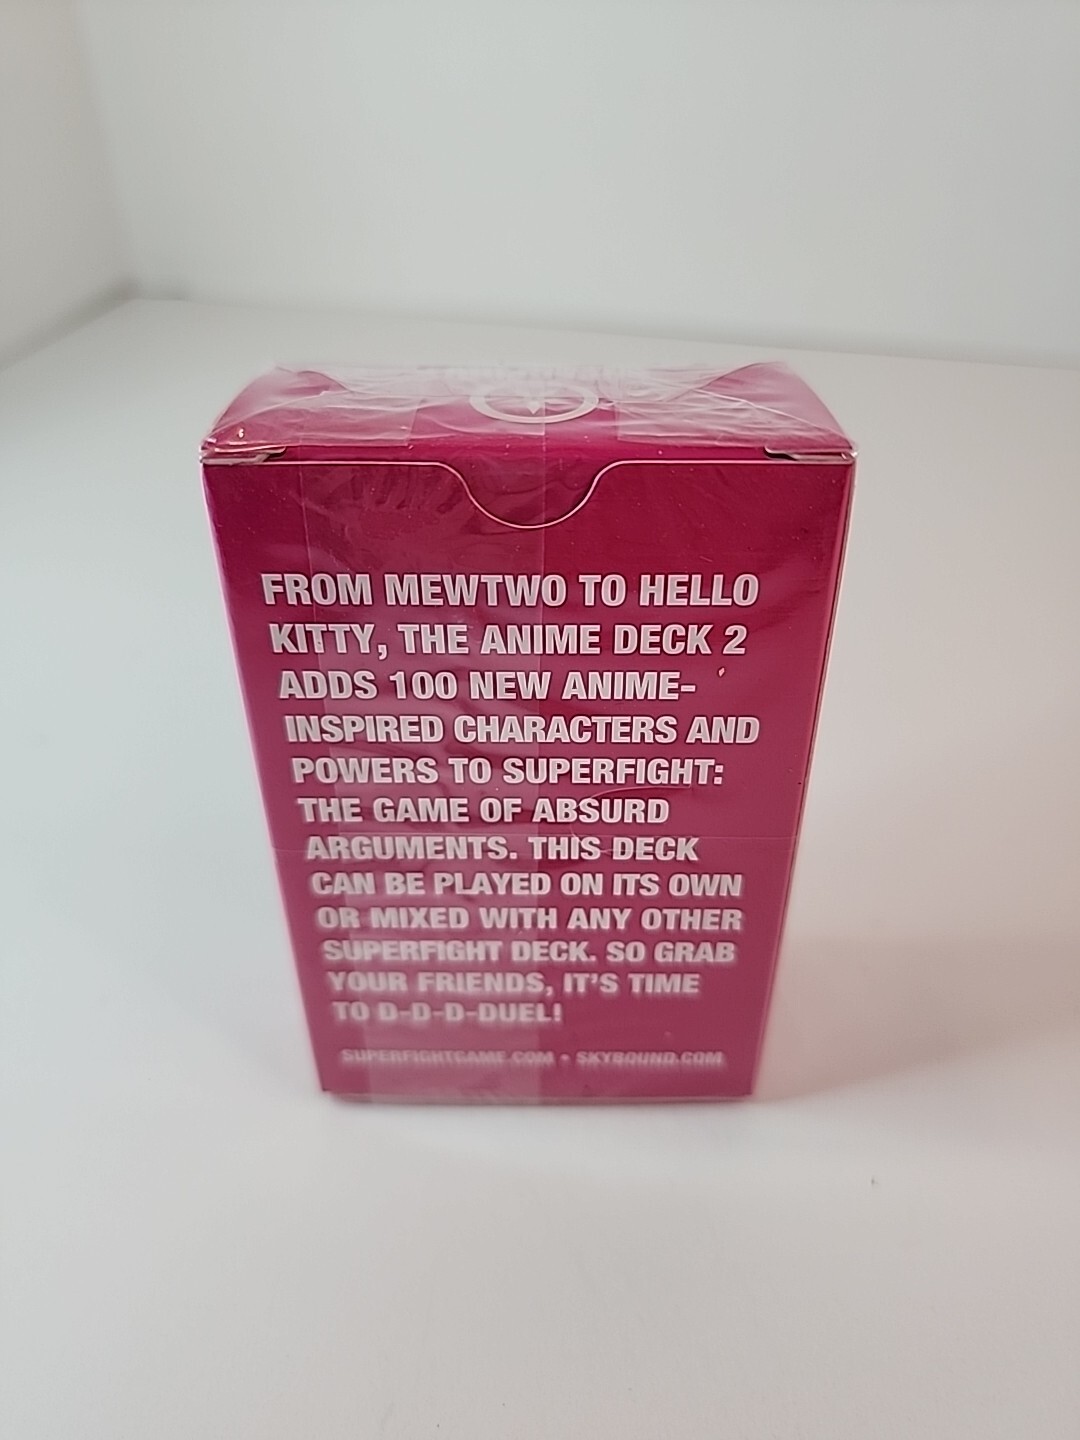 FROM MEWTWO TO HELLO
KITTY, THE ANIME DECK 2
ADDS 100 NEW ANIME-
INSPIRED CHARACTERS AND
POWERS TO SUPERFIGHT:
THE GAME OF ABSURD
ARGUMENTS. THIS DECK
CAN BE PLAYED ON ITS OWN
OR MIXED WITH ANY OTHER
SUPERFIGHT DECK. SO GRAB
YOUR FRIENDS, IT'S TIME
TO D-D-D-DUEL!
SUPERFIGHTGAME.COM • SKYBOUND.COM